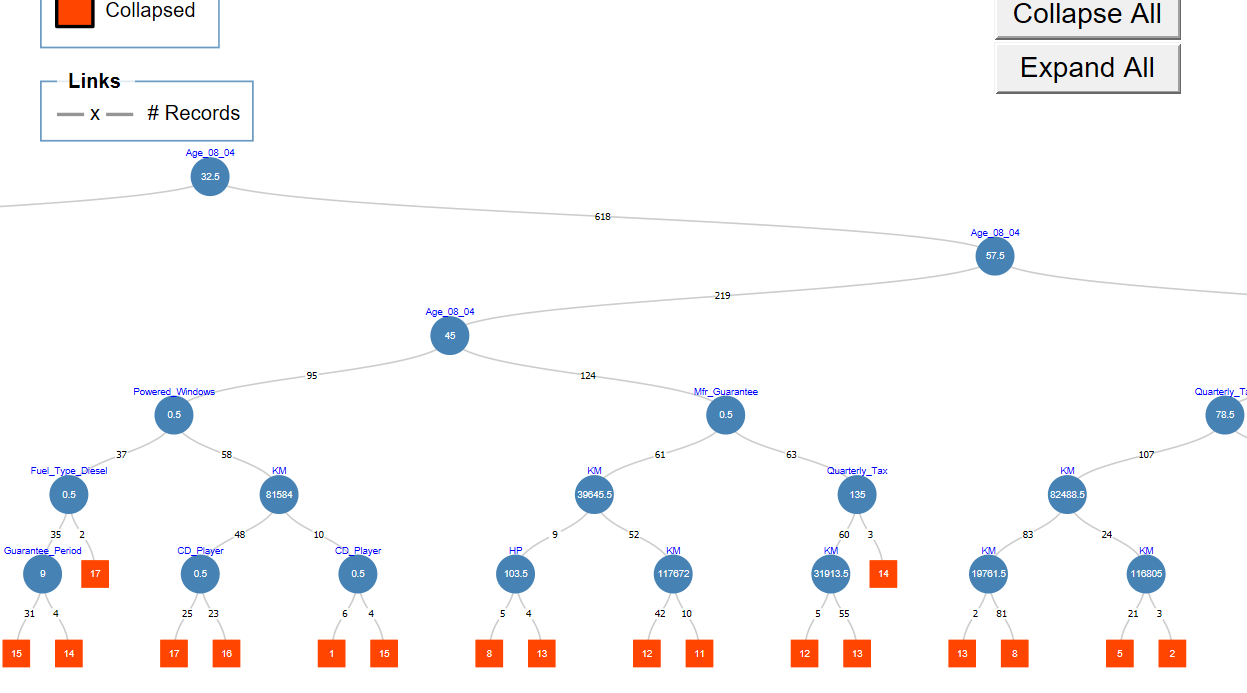 Collapsed
Collapse All
Expand All
Links
x # Records
Age_08_04
32.5
618
Age_08_04
57.5
219
Age_08_04
45
95 124
Powered_Windows Mfr_Guarantee
0.5 0.5 78.5
37 58 61 63 107
Fuel_Type_Diesel KM KM Quarterly_Tax KM
0.5 81584 39645.5 135 82488.5
35 2 48 10 9 52 60 3 83 24
Guarantee_Period CD_Player CD_Player HP KM KM KM KM
9 17 0.5 0.5 103.5 117672 31913.5 14 19761.5 116805
31 4 25 23 6 4 5 4 42 10 5 55 2 81 21 3
15 14 17 16 1 15 8 13 12 11 12 13 13 8 5 2